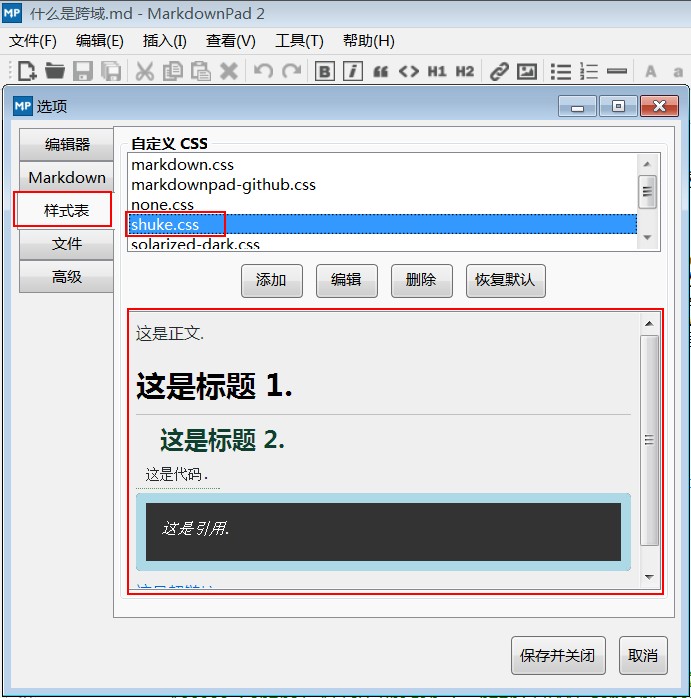 MP 什么是跨域.md - MarkdownPad 2
文件(F) 编辑(E) 插入(I) 查看(V) 工具(T) 帮助(H)
B i H1 H2 A a
MP 选项
编辑器
Markdown
样式表
文件
高级
自定义 CSS
markdown.css
markdownpad-github.css
none.css
shuke.css
solarized-dark.css
添加 编辑 删除 恢复默认
这是正文.
这是标题 1.
这是标题 2.
这是代码.
这是引用.
保存并关闭 取消